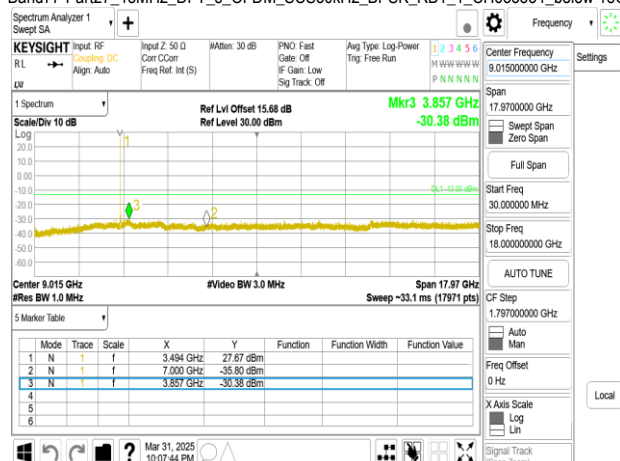 Spectrum Analyzer 1
Swept SA
Frequency
KEYSIGHT Input: RF
Coupling: DC
Align: Auto
Input Z: 50 Ω
Corr CCorr
Freq Ref: Int (S)
#Atten: 30 dB
PNO: Fast
Gate: Off
IF Gain: Low
Sig Track: Off
Avg Type: Log-Power
Trig: Free Run
1 2 3 4 5 6
M W W W W W
P N N N N N
RL
LXI
Center Frequency
9.015000000 GHz
Settings
Span
17.9700000 GHz
Swept Span
Zero Span
Full Span
Start Freq
30.000000 MHz
Stop Freq
18.000000000 GHz
AUTO TUNE
CF Step
1.797000000 GHz
Auto
Man
Freq Offset
0 Hz
X Axis Scale
Log
Lin
Signal Track
Local
1 Spectrum
Scale/Div 10 dB
Ref Lvl Offset 15.68 dB
Ref Level 30.00 dBm
Mkr3 3.857 GHz
-30.38 dBm
Log
20.0
10.0
0.00
-10.0
-20.0
-30.0
-40.0
-50.0
-60.0
1
2
3
Center 9.015 GHz
#Res BW 1.0 MHz
#Video BW 3.0 MHz
Span 17.97 GHz
Sweep ~33.1 ms (17971 pts)
5 Marker Table
Mode Trace Scale X Y Function Function Width Function Value
1 N 1 f 3.494 GHz 27.67 dBm
2 N 1 f 7.000 GHz -35.80 dBm
3 N 1 f 3.857 GHz -30.38 dBm
4
5
6
Mar 31, 2025
10:07:44 PM